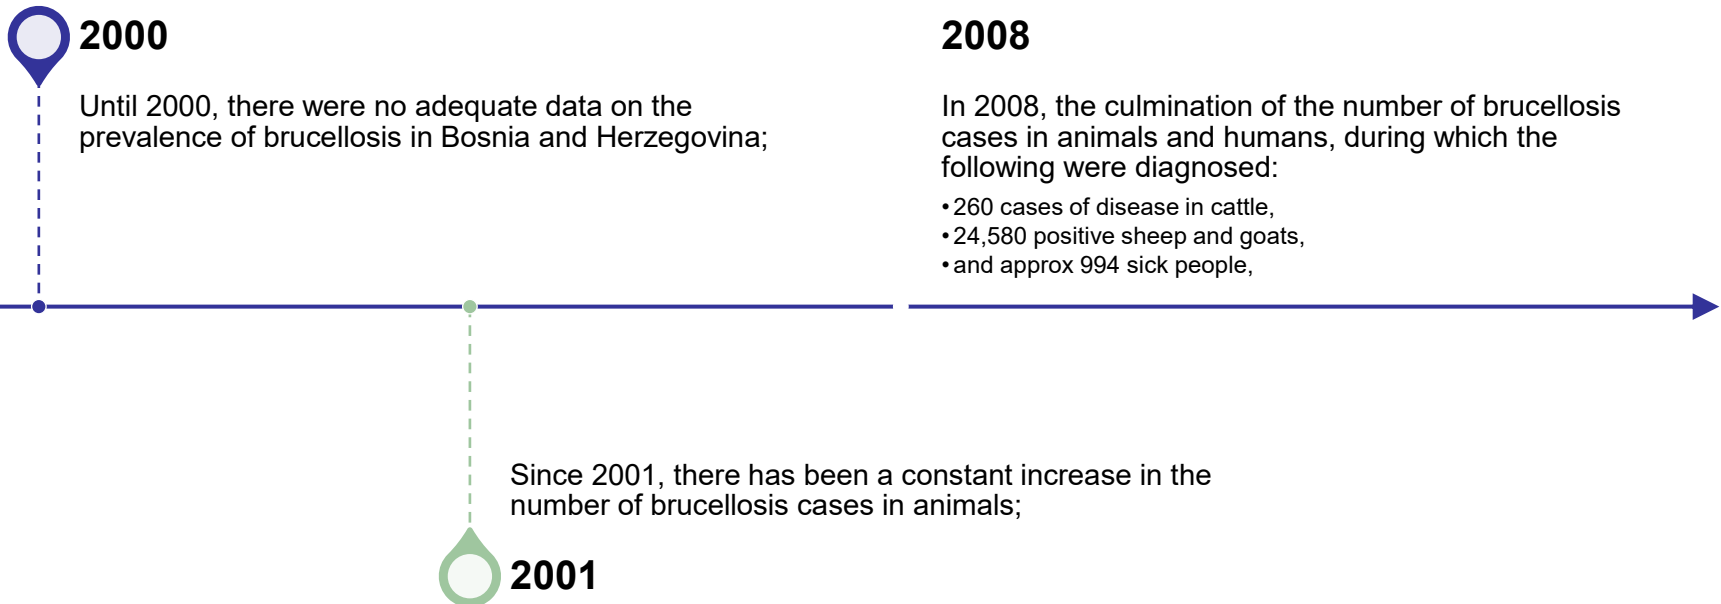 2000
Until 2000, there were no adequate data on the
prevalence of brucellosis in Bosnia and Herzegovina;
2008
In 2008, the culmination of the number of brucellosis
cases in animals and humans, during which the
following were diagnosed:
•260 cases of disease in cattle,
•24,580 positive sheep and goats,
•and approx 994 sick people,
Since 2001, there has been a constant increase in the
number of brucellosis cases in animals;
2001